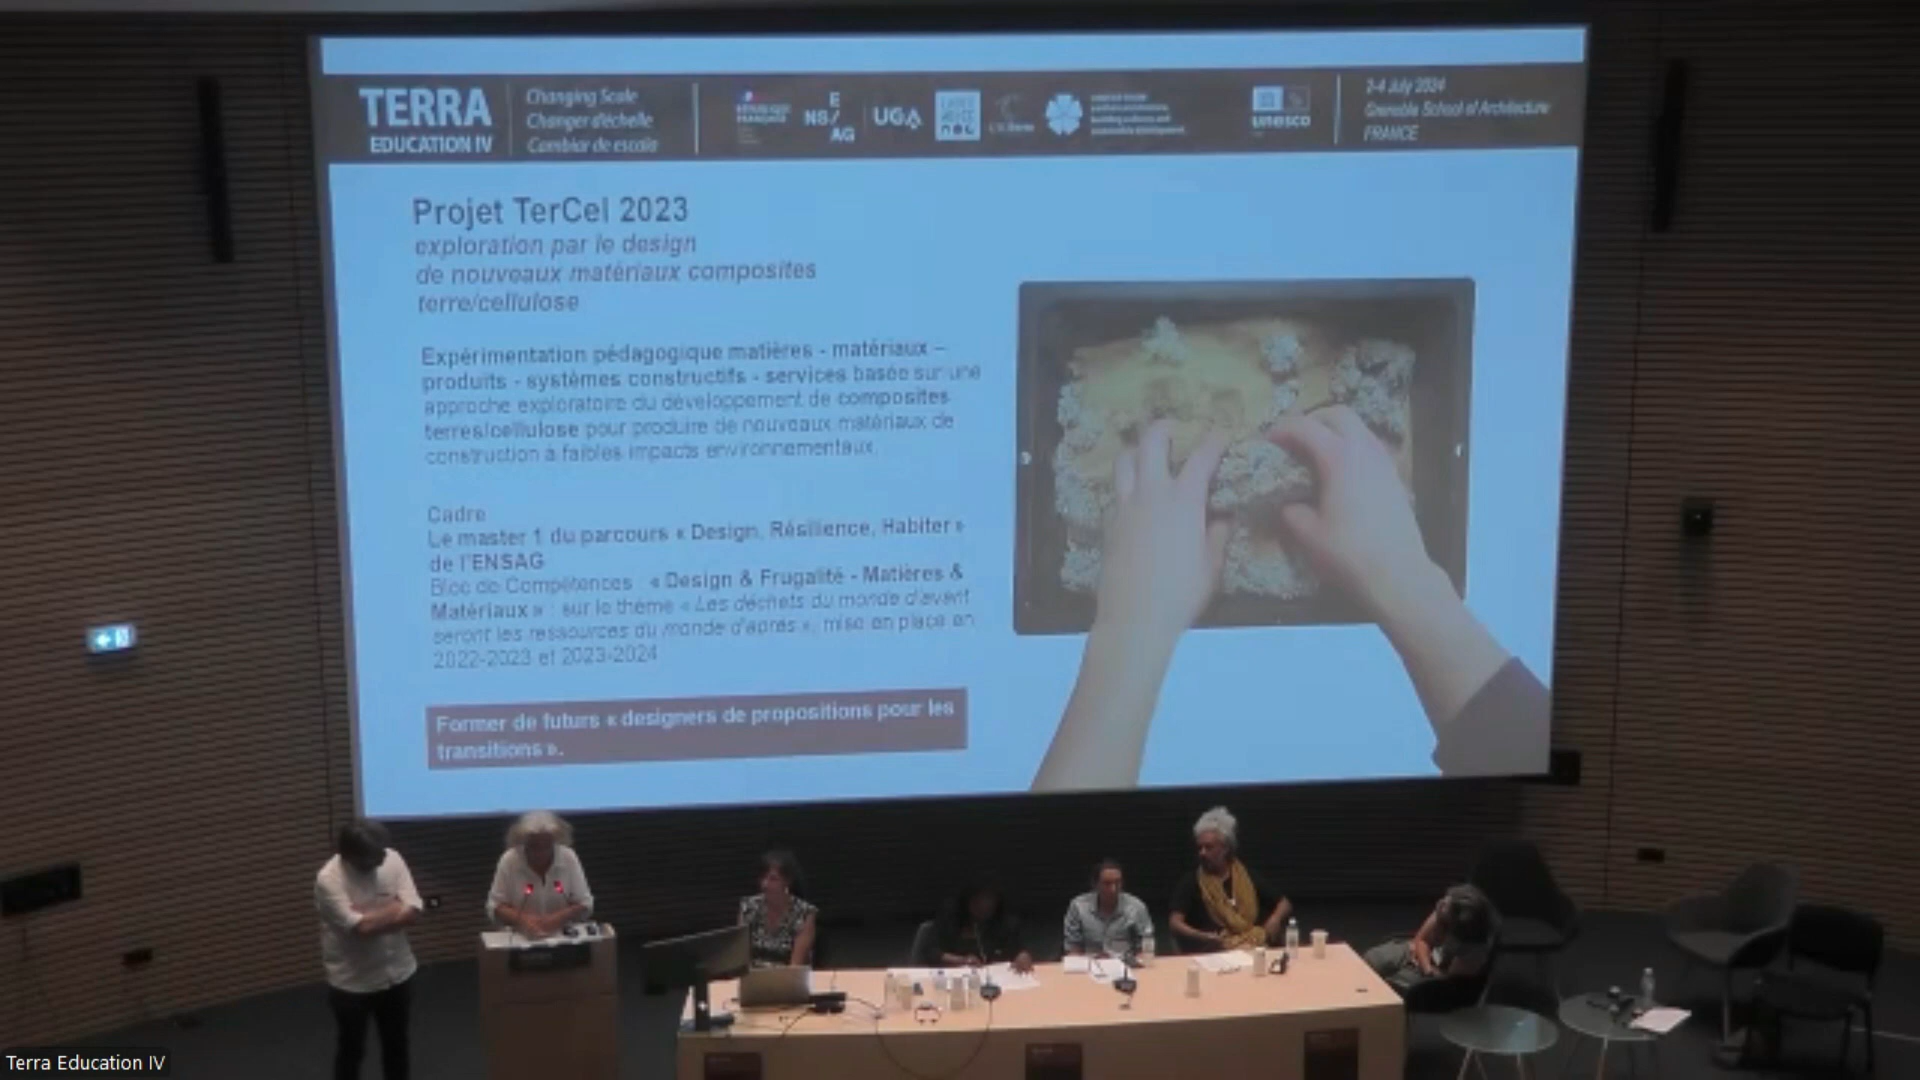 TERRA
EDUCATION IV
Changing Scale
Changer d'échelle
Cambiar de escala
RÉPUBLIQUE
FRANÇAISE
E
NS/
AG
UGA
unesco
2-4 July 2024
Grenoble School of Architecture
FRANCE
Projet TerCel 2023
exploration par le design
de nouveaux matériaux composites
terre/cellulose
Expérimentation pédagogique matières - matériaux –
produits - systèmes constructifs - services basée sur une
approche exploratoire du développement de composites
terres/cellulose pour produire de nouveaux matériaux de
construction à faibles impacts environnementaux.
Cadre
Le master 1 du parcours « Design, Résilience, Habiter »
de l'ENSAG
Bloc de Compétences : « Design & Frugalité - Matières &
Matériaux » : sur le thème « Les déchets du monde d'avant
seront les ressources du monde d'après », mise en place en
2022-2023 et 2023-2024
Former de futurs « designers de propositions pour les
transitions ».
Terra Education IV